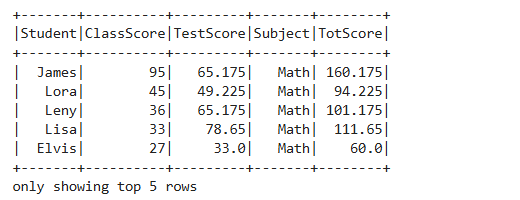 +-------+----------+---------+-------+--------+
|Student|ClassScore|TestScore|Subject|TotScore|
+-------+----------+---------+-------+--------+
|  James|        95|   65.175|   Math| 160.175|
|   Lora|        45|   49.225|   Math|  94.225|
|   Leny|        36|   65.175|   Math| 101.175|
|   Lisa|        33|    78.65|   Math|  111.65|
|  Elvis|        27|     33.0|   Math|    60.0|
+-------+----------+---------+-------+--------+
only showing top 5 rows